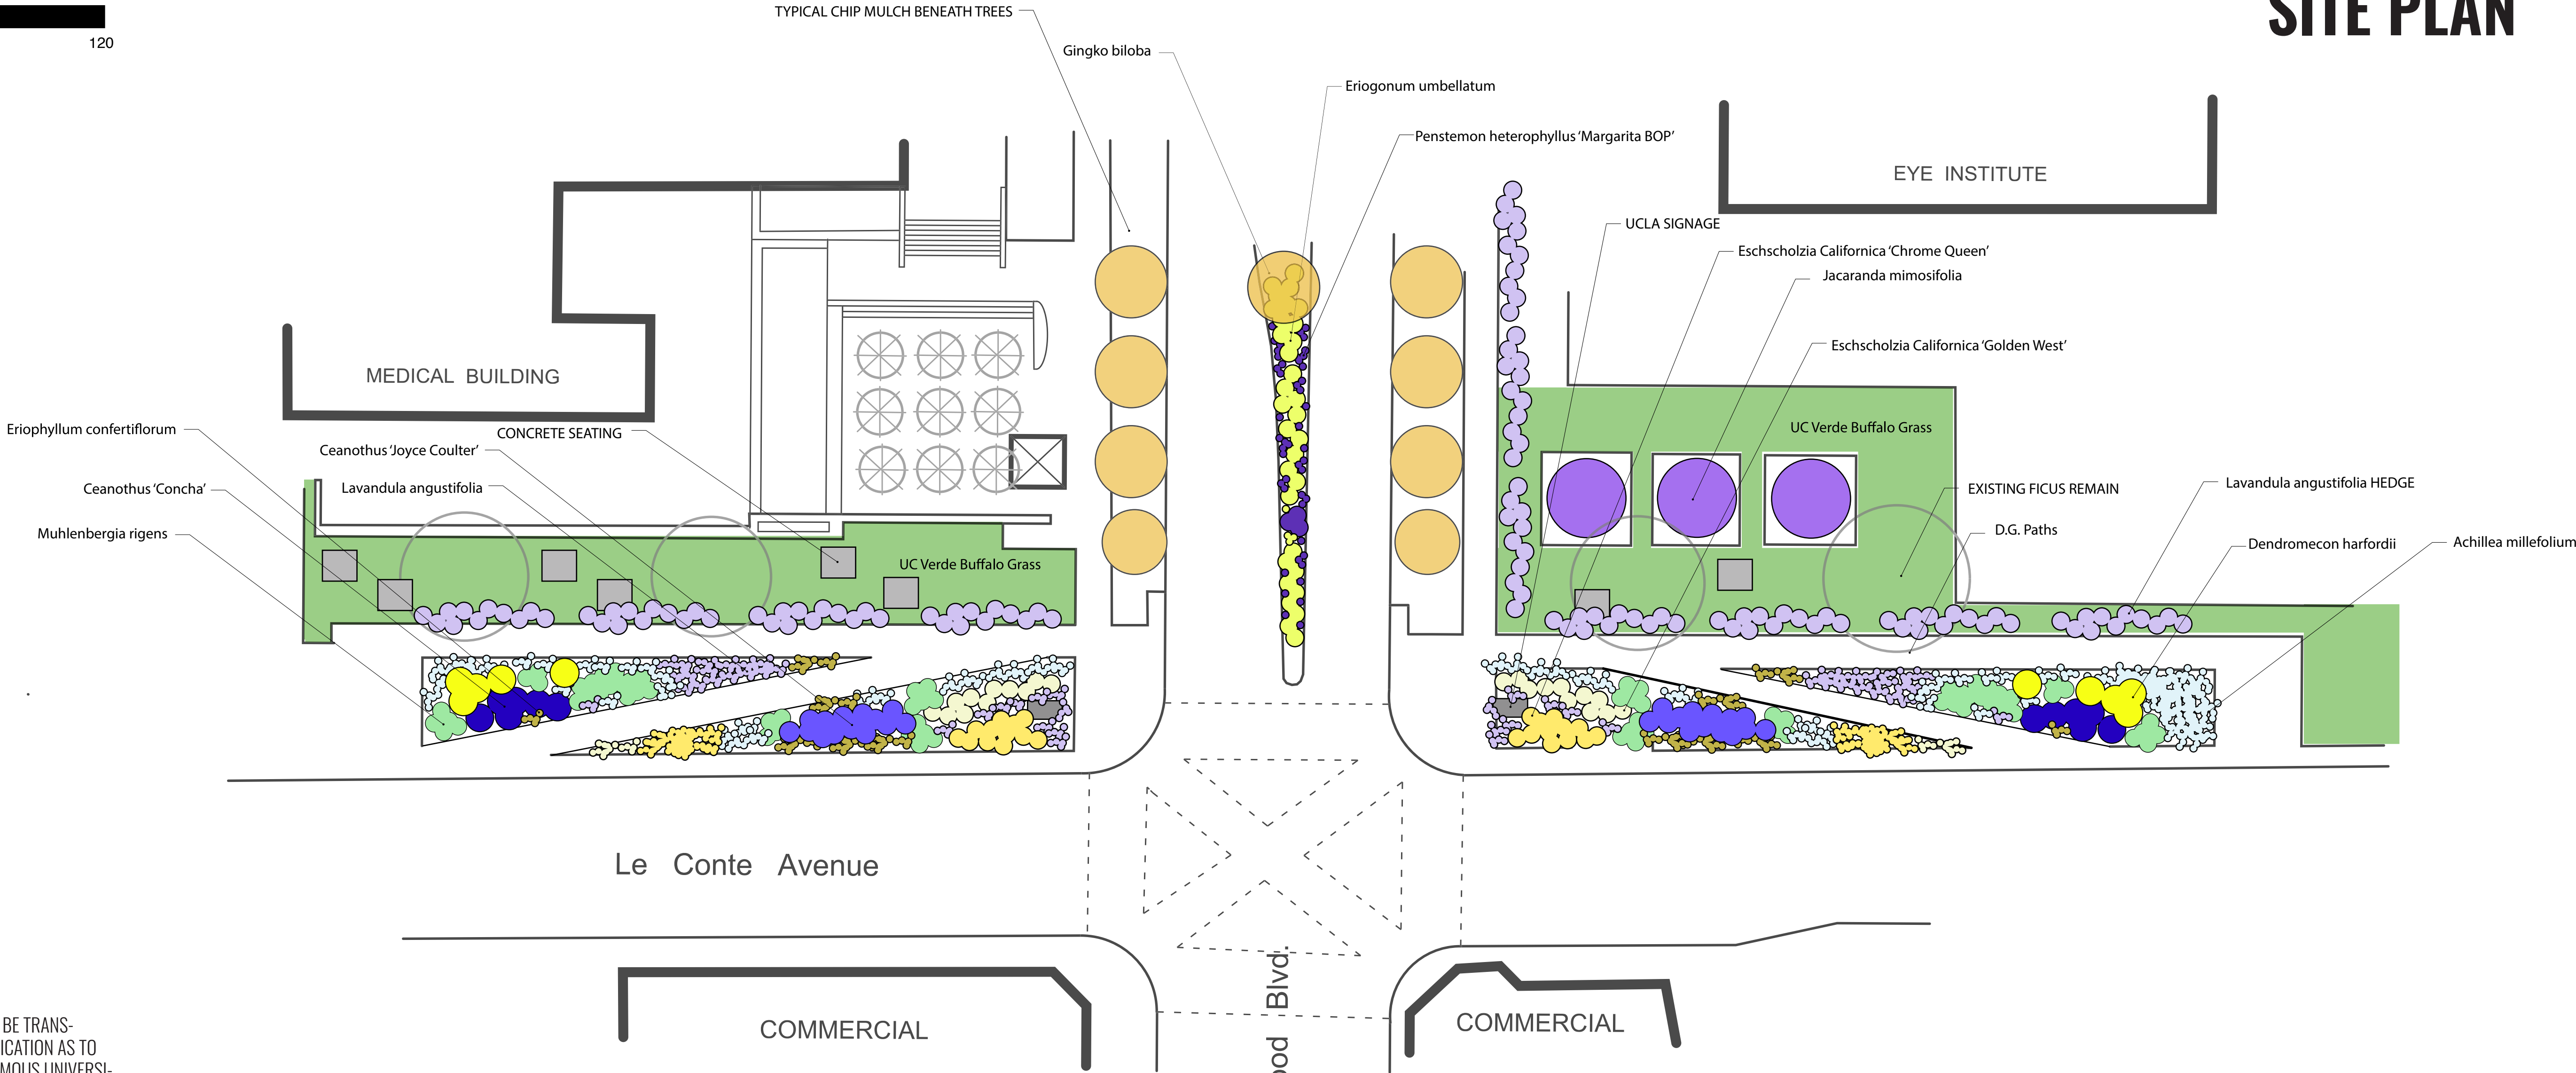 SITE PLAN
120
TYPICAL CHIP MULCH BENEATH TREES
Gingko biloba
Eriogonum umbellatum
Penstemon heterophyllus ‘Margarita BOP’
EYE INSTITUTE
UCLA SIGNAGE
Eschscholzia Californica ‘Chrome Queen’
Jacaranda mimosifolia
Eschscholzia Californica ‘Golden West’
MEDICAL BUILDING
Eriophyllum confertiflorum
CONCRETE SEATING
UC Verde Buffalo Grass
Ceanothus ‘Joyce Coulter’
Ceanothus ‘Concha’
Lavandula angustifolia
EXISTING FICUS REMAIN
Lavandula angustifolia HEDGE
Muhlenbergia rigens
D.G. Paths
Dendromecon harfordii
Achillea millefolium
UC Verde Buffalo Grass
Le Conte Avenue
ood Blvd.
COMMERCIAL
COMMERCIAL
BE TRANS-
ICATION AS TO
MOUS UNIVERSI-